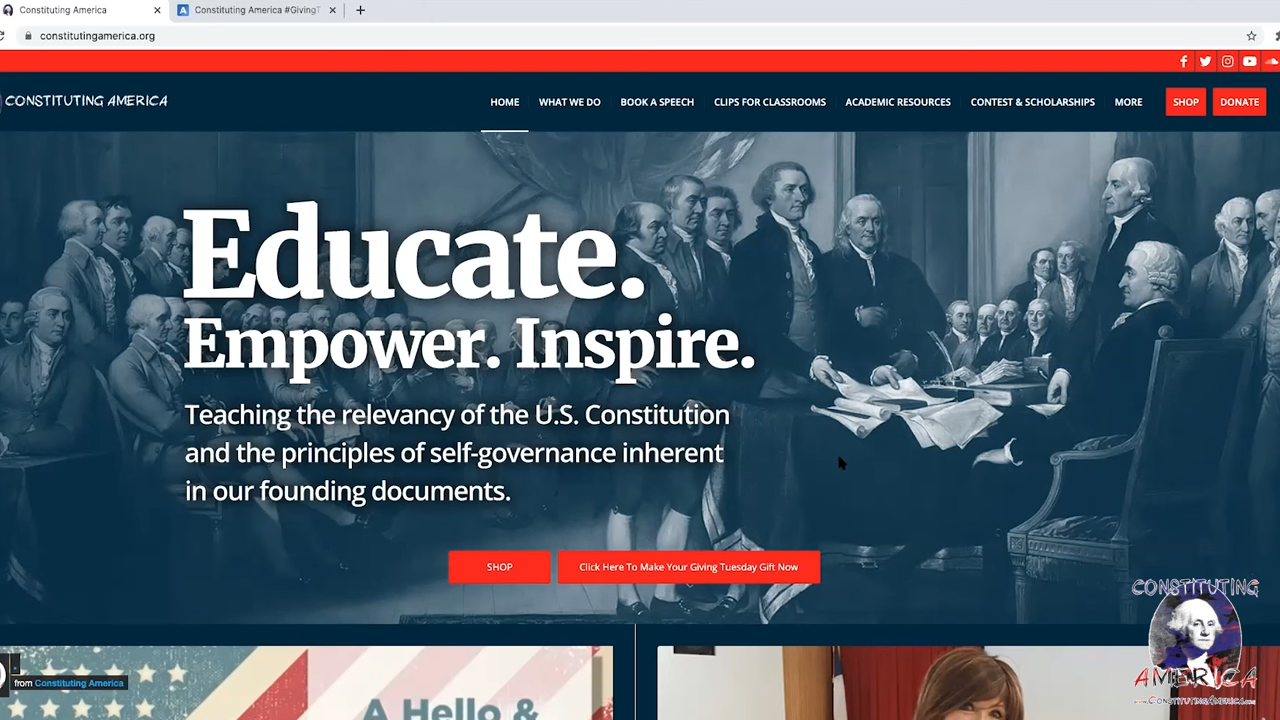 Constituting America
Constituting America #GivingT
constitutingamerica.org
CONSTITUTING AMERICA
HOME
WHAT WE DO
BOOK A SPEECH
CLIPS FOR CLASSROOMS
ACADEMIC RESOURCES
CONTEST & SCHOLARSHIPS
MORE
SHOP
DONATE
Educate.
Empower. Inspire.
Teaching the relevancy of the U.S. Constitution
and the principles of self-governance inherent
in our founding documents.
SHOP
Click Here To Make Your Giving Tuesday Gift Now
CONSTITUTING
AMERICA
www.ConstitutingAmerica.org
from Constituting America
A Hello &